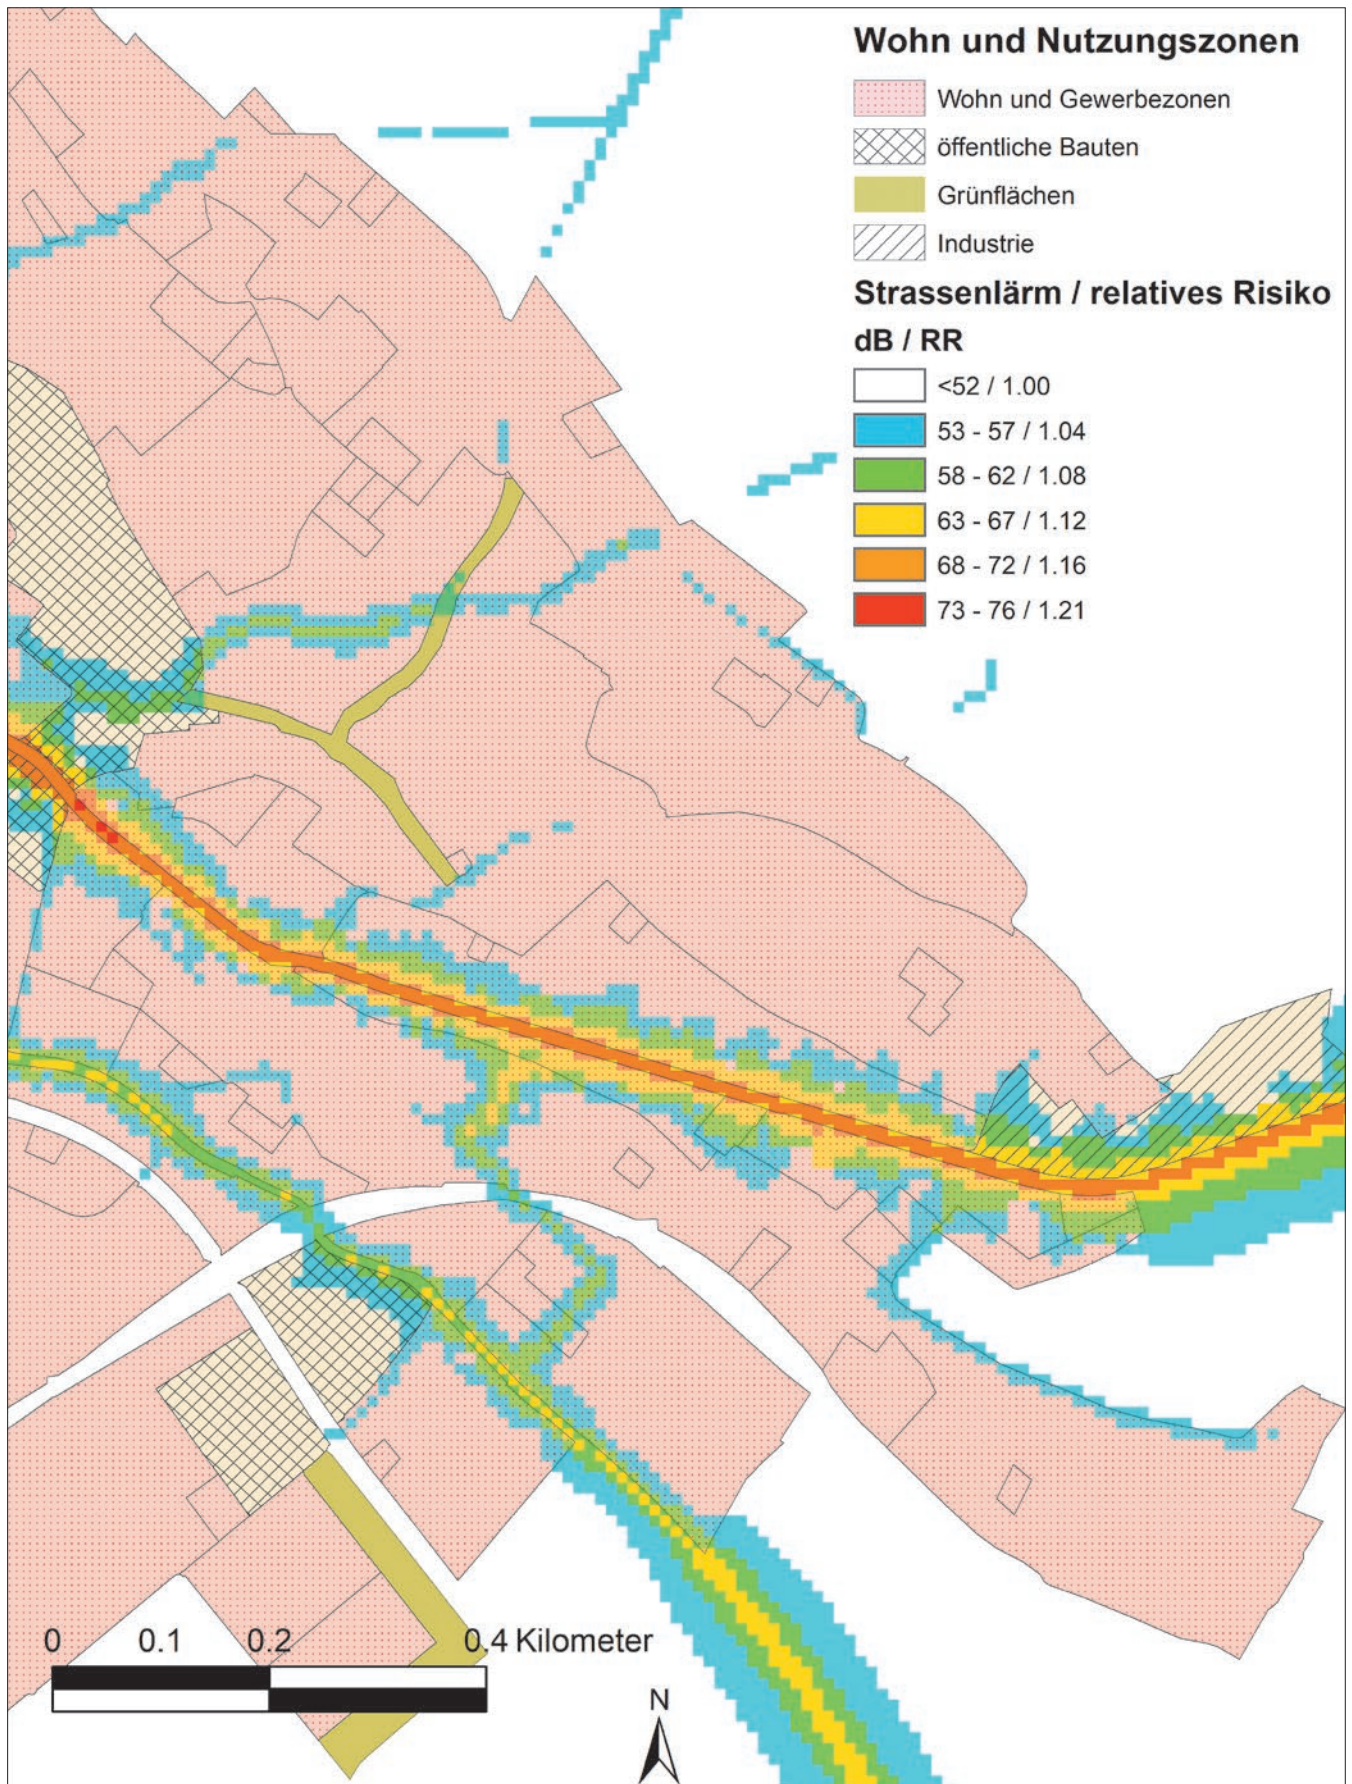 Wohn und Nutzungszonen
Wohn und Gewerbezonen
öffentliche Bauten
Grünflächen
Industrie
Strassenlärm / relatives Risiko
dB / RR
<52 / 1.00
53 - 57 / 1.04
58 - 62 / 1.08
63 - 67 / 1.12
68 - 72 / 1.16
73 - 76 / 1.21
0 0.1 0.2 0.4 Kilometer
N